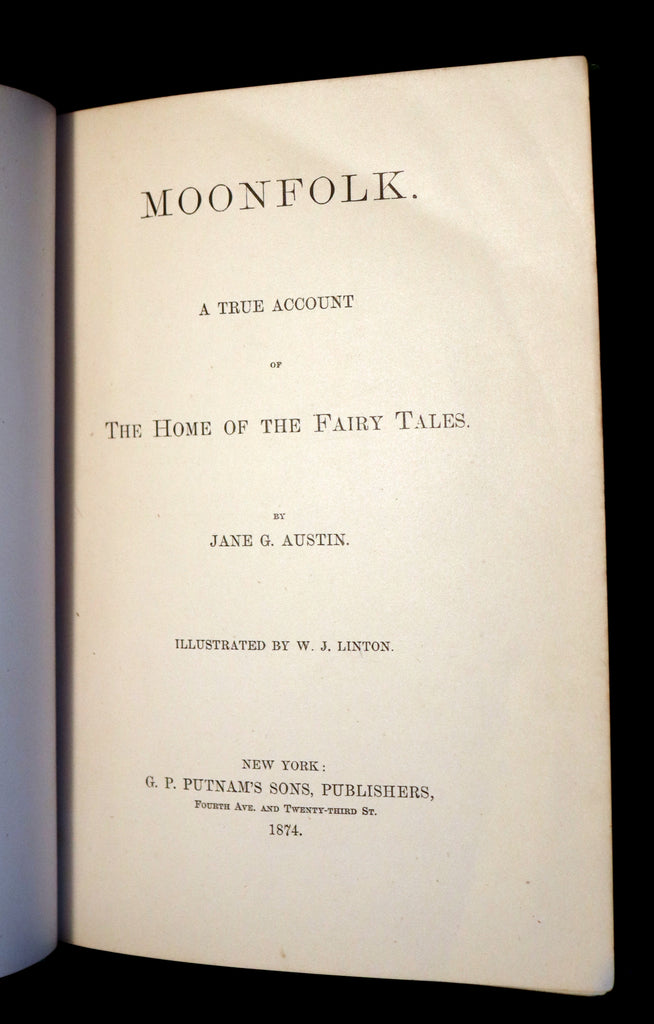 MOONFOLK.
A TRUE ACCOUNT
OF
THE HOME OF THE FAIRY TALES.
BY
JANE G. AUSTIN.
ILLUSTRATED BY W. J. LINTON.
NEW YORK:
G. P. PUTNAM'S SONS, PUBLISHERS,
FOURTH AVE. AND TWENTY-THIRD ST.
1874.